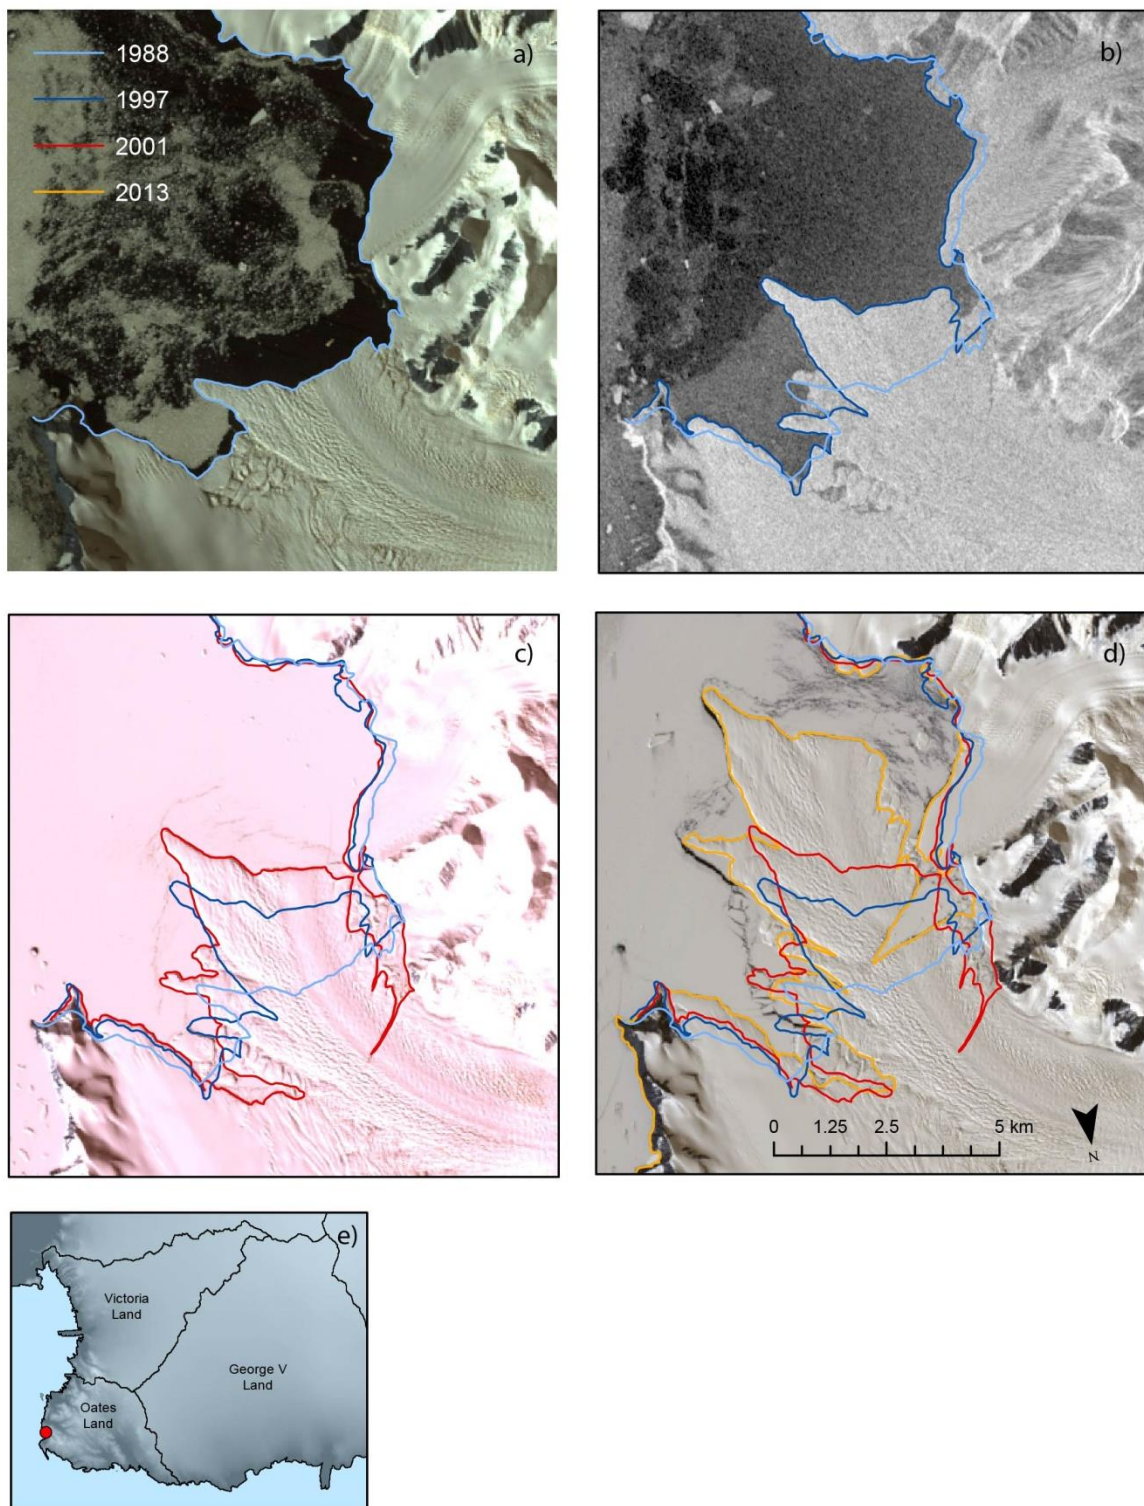 a)
1988
1997
2001
2013
b)
c)
d)
0 1.25 2.5 5 km
N
e)
Victoria
Land
George V
Land
Oates
Land